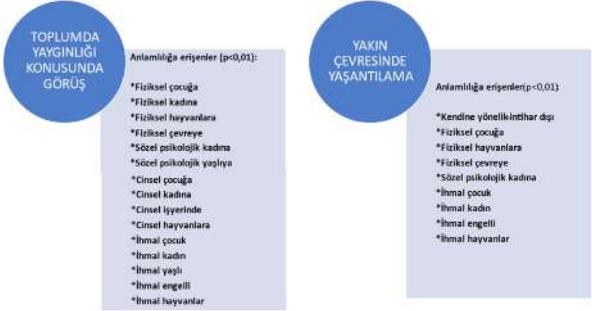 TOPLUMDA
YAYGINLIĞI
KONUSUNDA
GÖRÜŞ
Anlamlılığa erişenler (p<0,01):
*Fiziksel çocuğa
*Fiziksel kadına
*Fiziksel hayvanlara
*Fiziksel çevreye
*Sözel psikolojik kadına
*Sözel psikolojik yaşlıya
*Cinsel çocuğa
*Cinsel kadına
*Cinsel işyerinde
*Cinsel hayvanlara
*İhmal çocuk
*İhmal kadın
*İhmal yaşlı
*İhmal engelli
*İhmal hayvanlar
YAKIN
ÇEVRESİNDE
YAŞANTILAMA
Anlamlılığa erişenler(p<0,01)
*Kendine yönelik-intihar dışı
*Fiziksel çocuğa
*Fiziksel hayvanlara
*Fiziksel çevreye
*Sözel psikolojik kadına
*İhmal çocuk
*İhmal kadın
*İhmal engelli
*İhmal hayvanlar